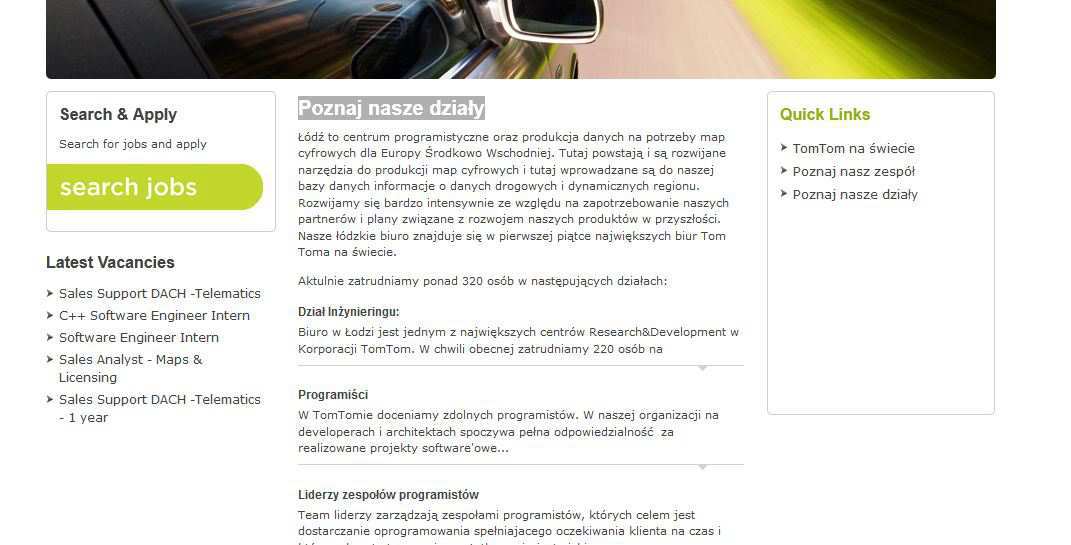 Search & Apply
Search for jobs and apply
search jobs
Latest Vacancies
Sales Support DACH -Telematics
C++ Software Engineer Intern
Software Engineer Intern
Sales Analyst - Maps &
Licensing
Sales Support DACH -Telematics
- 1 year
Poznaj nasze działy
Łódź to centrum programistyczne oraz produkcja danych na potrzeby map
cyfrowych dla Europy Środkowo Wschodniej. Tutaj powstają i są rozwijane
narzędzia do produkcji map cyfrowych i tutaj wprowadzane są do naszej
bazy danych informacje o danych drogowych i dynamicznych regionu.
Rozwijamy się bardzo intensywnie ze względu na zapotrzebowanie naszych
partnerów i plany związane z rozwojem naszych produktów w przyszłości.
Nasze łódzkie biuro znajduje się w pierwszej piątce największych biur Tom
Toma na świecie.
Aktulnie zatrudniamy ponad 320 osób w następujących działach:
Dział Inżynieringu:
Biuro w Łodzi jest jednym z największych centrów Research&Development w
Korporacji TomTom. W chwili obecnej zatrudniamy 220 osób na
Programiści
W TomTomie doceniamy zdolnych programistów. W naszej organizacji na
developerach i architektach spoczywa pełna odpowiedzialność  za
realizowane projekty software'owe...
Liderzy zespołów programistów
Team liderzy zarządzają zespołami programistów, których celem jest
dostarczanie oprogramowania spełniajacego oczekiwania klienta na czas i
Quick Links
TomTom na świecie
Poznaj nasz zespół
Poznaj nasze działy